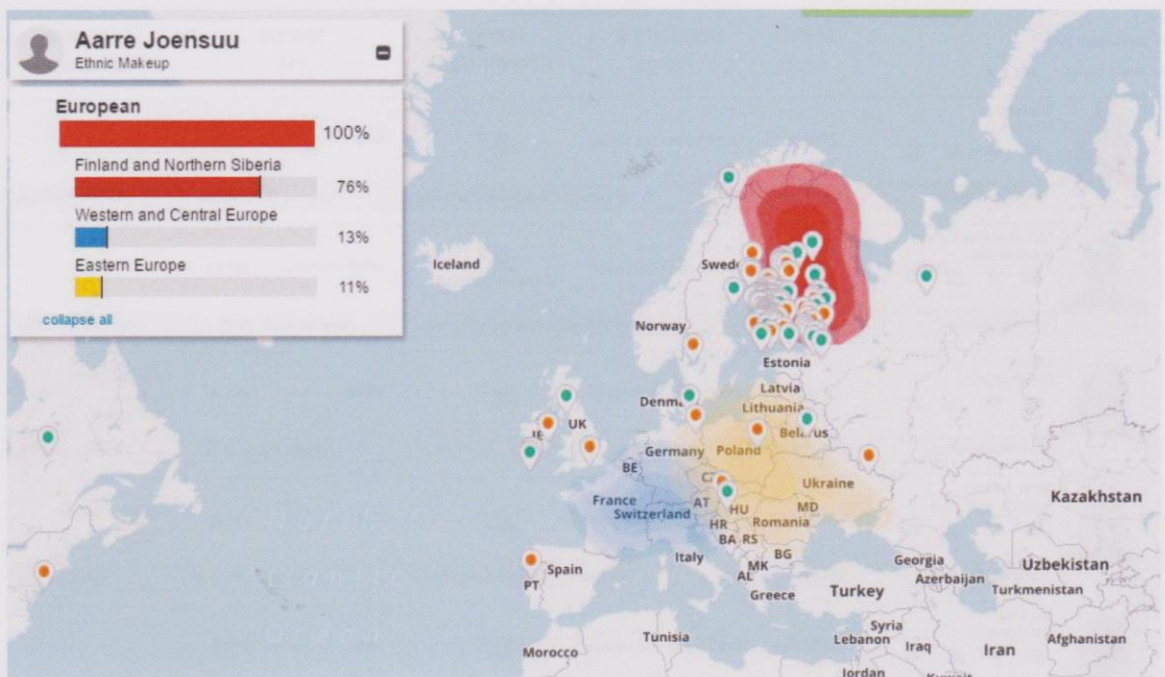 Aarre Joensuu
Ethnic Makeup
European
100%
Finland and Northern Siberia
76%
Western and Central Europe
13%
Eastern Europe
11%
collapse all
Iceland
Norway
Estonia
Latvia
Lithuania
UK
Germany
Poland
BE
Ukraine
France
Switzerland
AT
HU
MD
Romania
HR
BA
RS
Italy
BG
MK
AL
Greece
Spain
PT
Turkey
Georgia
Azerbaijan
Kazakhstan
Uzbekistan
Turkmenistan
Syria
Lebanon
Iraq
Iran
Afghanistan
Tunisia
Morocco
Jordan